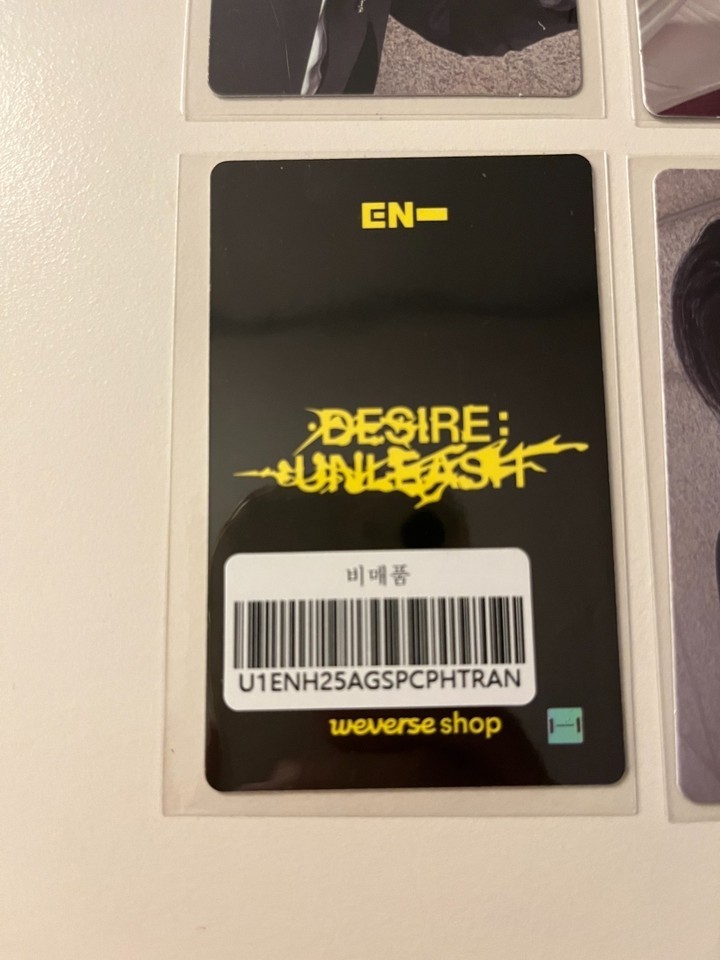 EN-
DESIRE:
UNLEASH
비매품
U1ENH25AGSPCPHTRAN
weverse shop